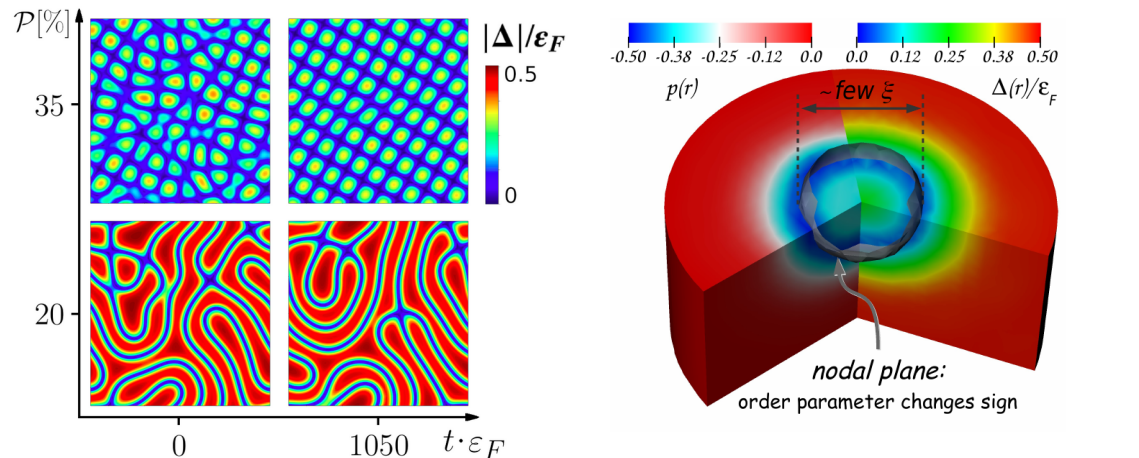 𝒫[%]
|Δ|/ε_F
0.5
0
35
20
0
1050
t·ε_F
-0.50 -0.38 -0.25 -0.12 0.0
p(r)
0.0 0.12 0.25 0.38 0.50
Δ(r)/ε_F
~few ξ
nodal plane:
order parameter changes sign